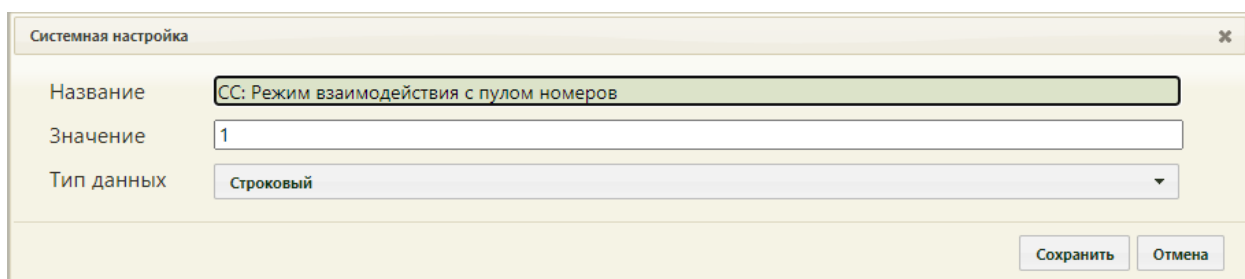 Системная настройка
Название СС: Режим взаимодействия с пулом номеров
Значение 1
Тип данных Строковый
Сохранить Отмена